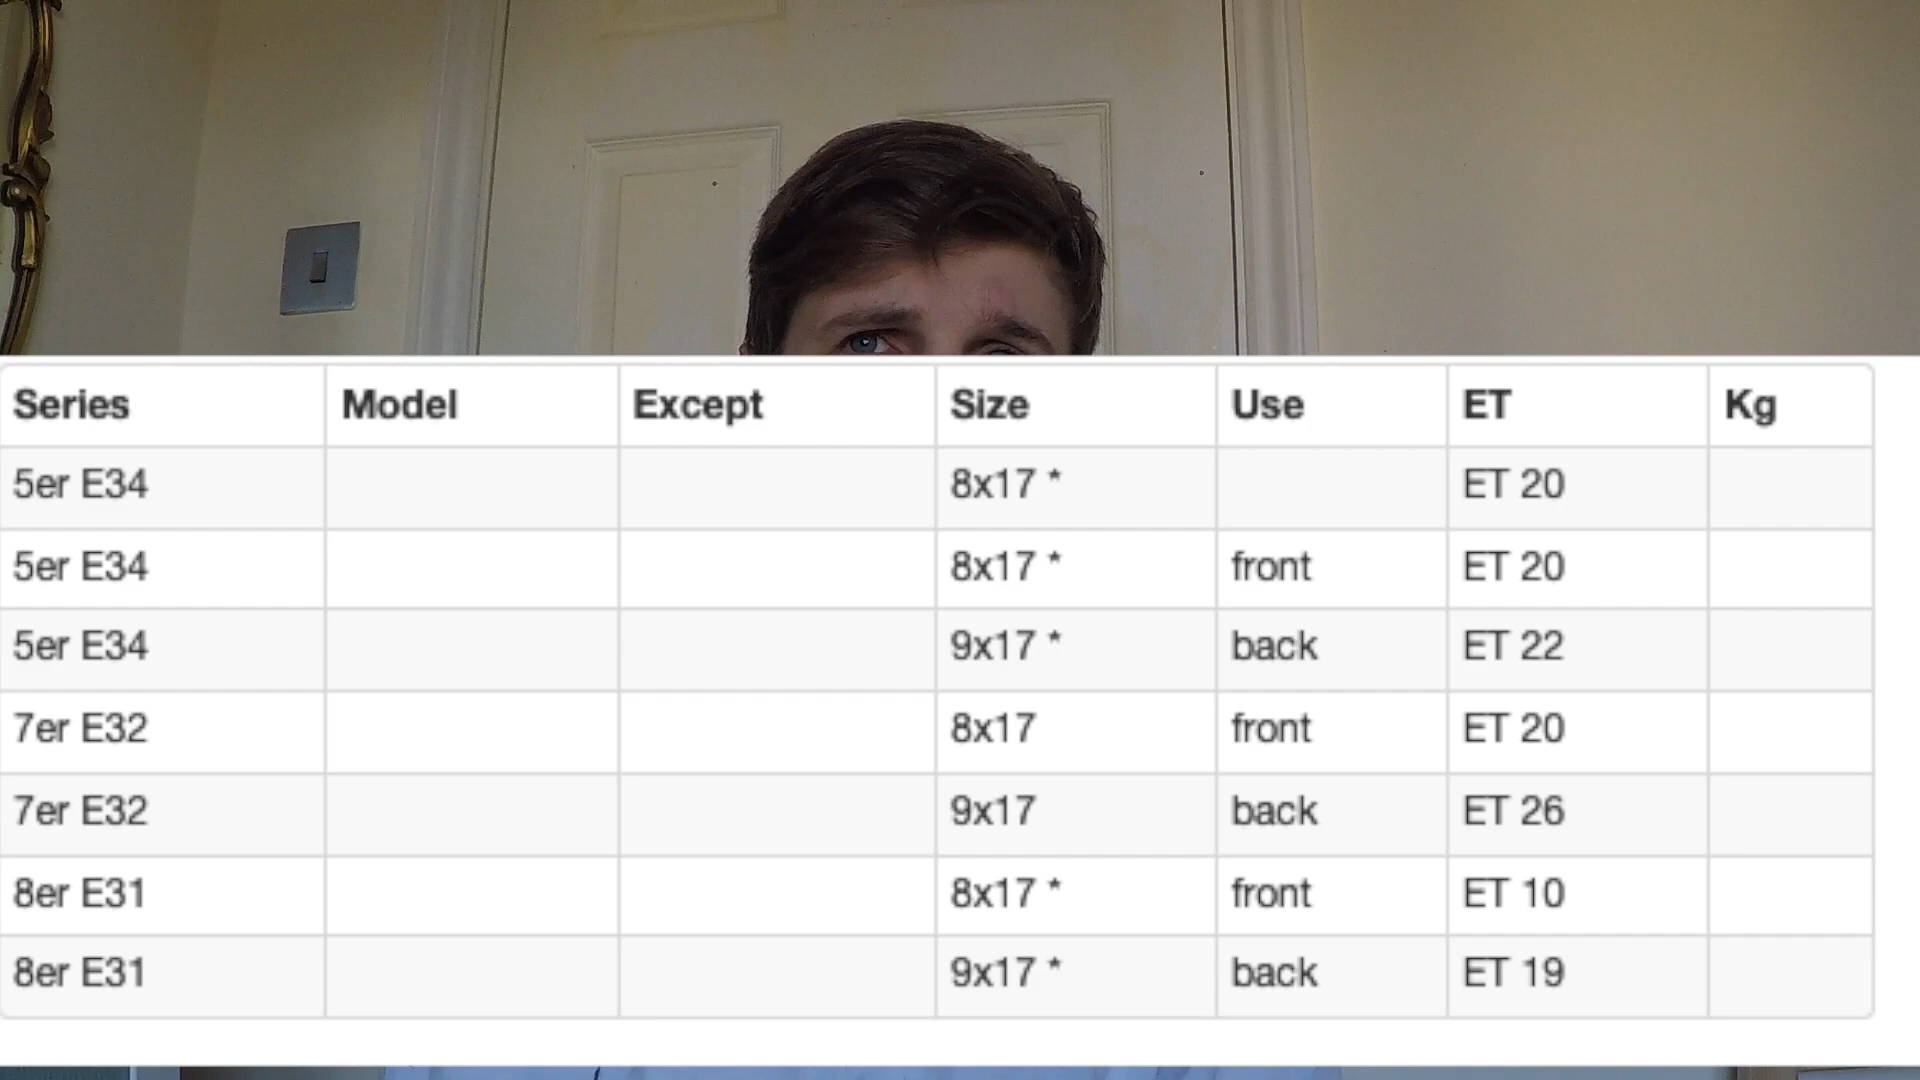 Series Model Except Size Use ET Kg
5er E34 8x17 * ET 20
5er E34 8x17 * front ET 20
5er E34 9x17 * back ET 22
7er E32 8x17 front ET 20
7er E32 9x17 back ET 26
8er E31 8x17 * front ET 10
8er E31 9x17 * back ET 19